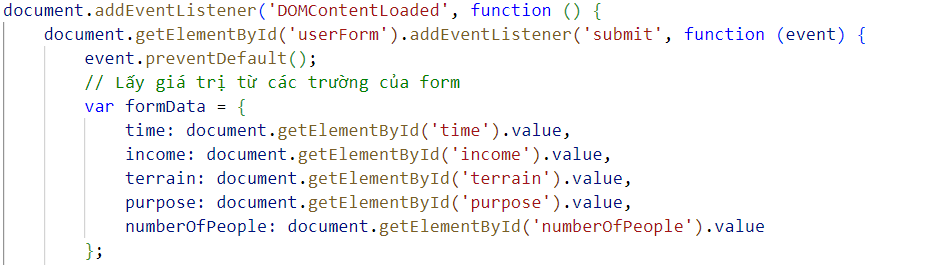 document.addEventListener('DOMContentLoaded', function () {
    document.getElementById('userForm').addEventListener('submit', function (event) {
        event.preventDefault();
        // Lấy giá trị từ các trường của form
        var formData = {
            time: document.getElementById('time').value,
            income: document.getElementById('income').value,
            terrain: document.getElementById('terrain').value,
            purpose: document.getElementById('purpose').value,
            numberOfPeople: document.getElementById('numberOfPeople').value
        };